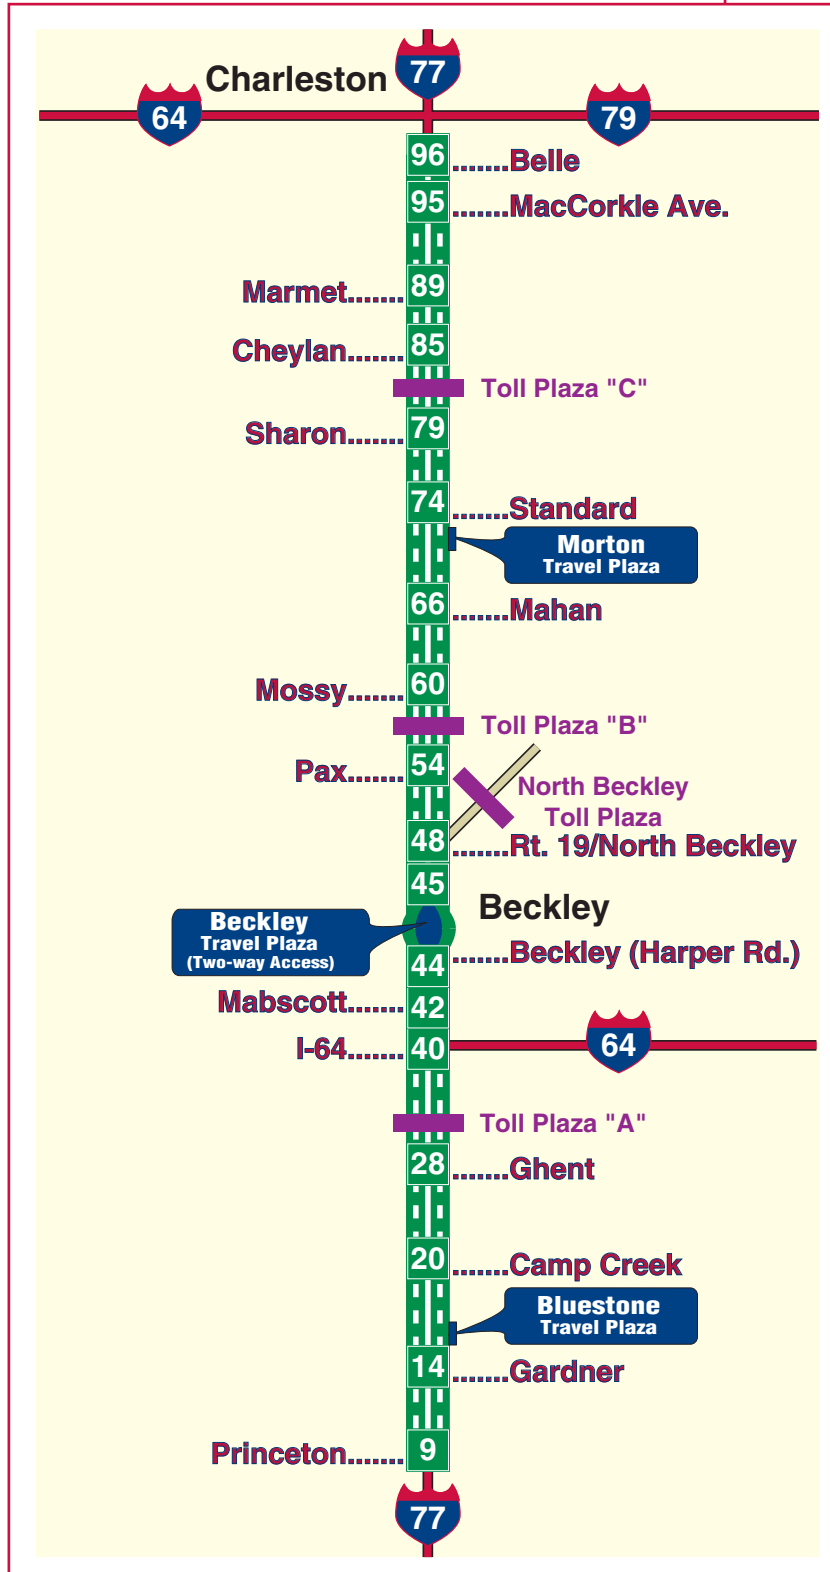 Charleston
77
64
79
96
.......Belle
95
.......MacCorkle Ave.
Marmet.......
89
Cheylan.......
85
Toll Plaza "C"
Sharon.......
79
74
.......Standard
Morton
Travel Plaza
66
.......Mahan
Mossy.......
60
Toll Plaza "B"
Pax.......
54
North Beckley
Toll Plaza
48
.......Rt. 19/North Beckley
45
Beckley
Beckley
Travel Plaza
(Two-way Access)
44
.......Beckley (Harper Rd.)
Mabscott.......
42
I-64.......
40
64
Toll Plaza "A"
28
.......Ghent
20
.......Camp Creek
Bluestone
Travel Plaza
14
.......Gardner
Princeton.......
9
77